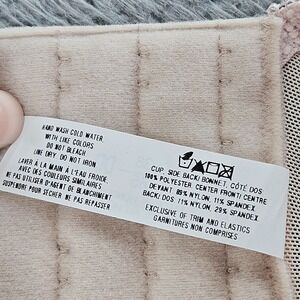 HAND WASH COLD WATER
WITH LIKE COLORS
DO NOT BLEACH
LINE DRY. DO NOT IRON
LAVER À LA MAIN À L'EAU FROIDE
AVEC DES COULEURS SIMILAIRES
NE PAS UTILISER D'AGENT DE BLANCHIMENT
SUSPENDRE POUR SÉCHER NE PAS REPASSER
CUP, SIDE BACK/ BONNET, CÔTÉ DOS
100% POLYESTER. CENTER FRONT/ CENTRE
DEVANT: 89% NYLON, 11% SPANDEX
BACK/ DOS: 71% NYLON, 29% SPANDEX
EXCLUSIVE OF TRIM AND ELASTICS
GARNITURES NON COMPRISES